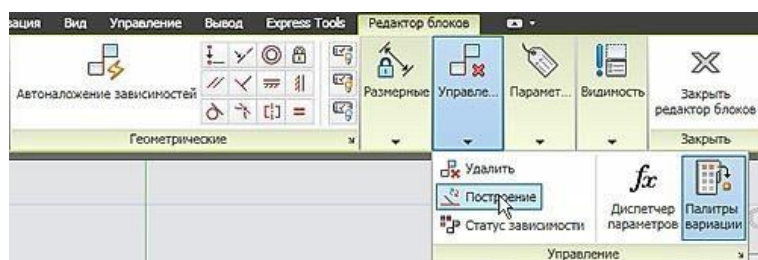 зация Вид Управление Вывод Express Tools Редактор блоков
Автоналожение зависимостей
Размерные
Управле...
Парамет...
Видимость
Закрыть
редактор блоков
Геометрические
Закрыть
Удалить
Построение
Статус зависимости
fx
Диспетчер
параметров
Палитры
вариации
Управление